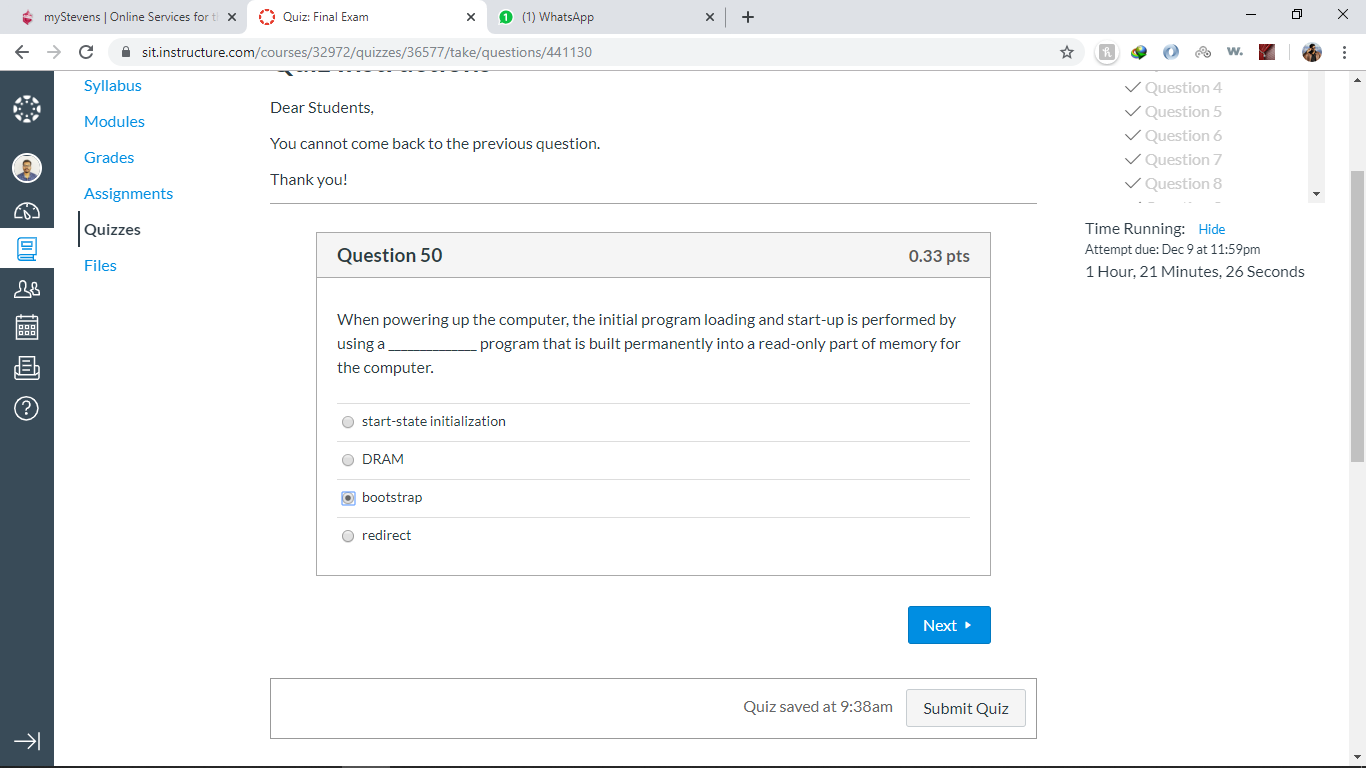 myStevens | Online Services for t
Quiz: Final Exam
1 (1) WhatsApp
sit.instructure.com/courses/32972/quizzes/36577/take/questions/441130
Syllabus
Modules
Grades
Assignments
Quizzes
Files
Dear Students,
You cannot come back to the previous question.
Thank you!
Question 4
Question 5
Question 6
Question 7
Question 8
Time Running: Hide
Attempt due: Dec 9 at 11:59pm
1 Hour, 21 Minutes, 26 Seconds
Question 50
0.33 pts
When powering up the computer, the initial program loading and start-up is performed by
using a ______________ program that is built permanently into a read-only part of memory for
the computer.
start-state initialization
DRAM
bootstrap
redirect
Next
Quiz saved at 9:38am
Submit Quiz